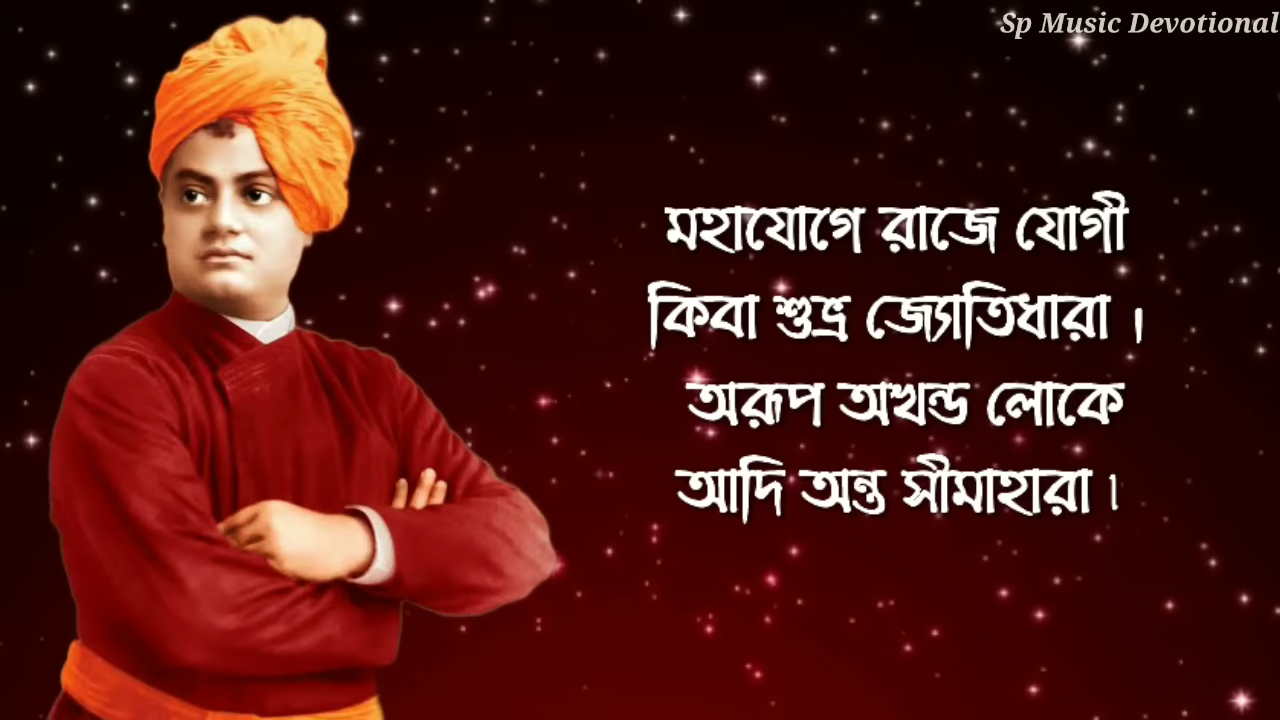 Sp Music Devotional
মহাযোগে রাজে যোগী
কিবা শুভ্র জ্যোতিধারা ।
অরূপ অখন্ড লোকে
আদি অন্ত সীমাহারা ।